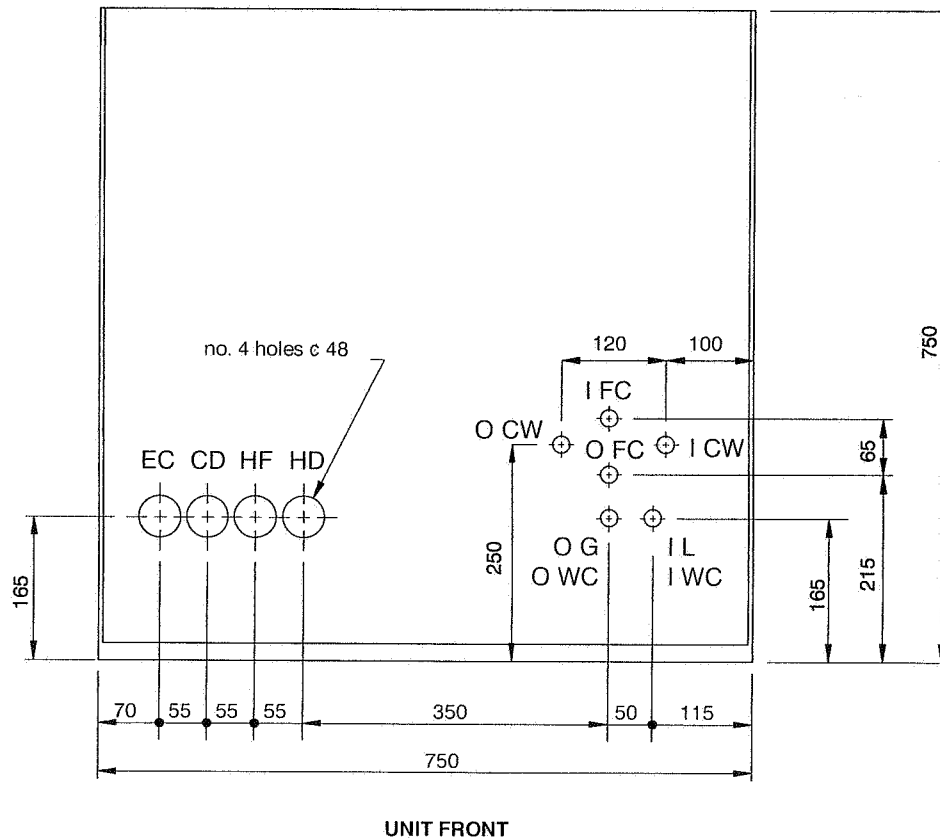 no. 4 holes ¢ 48
120
100
750
I FC
O CW
O FC
I CW
65
EC CD HF HD
165
250
O G
O WC
I L
I WC
165
215
70 55 55 55 350 50 115
750
UNIT FRONT